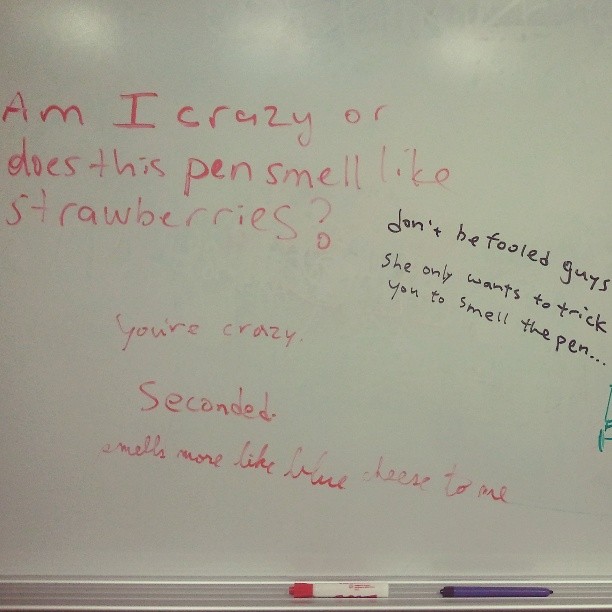 Am I crazy or
does this pen smell like
strawberries?
don't be fooled guys
she only wants to trick
you to smell the pen...
you're crazy.
Seconded.
smells more like blue cheese to me